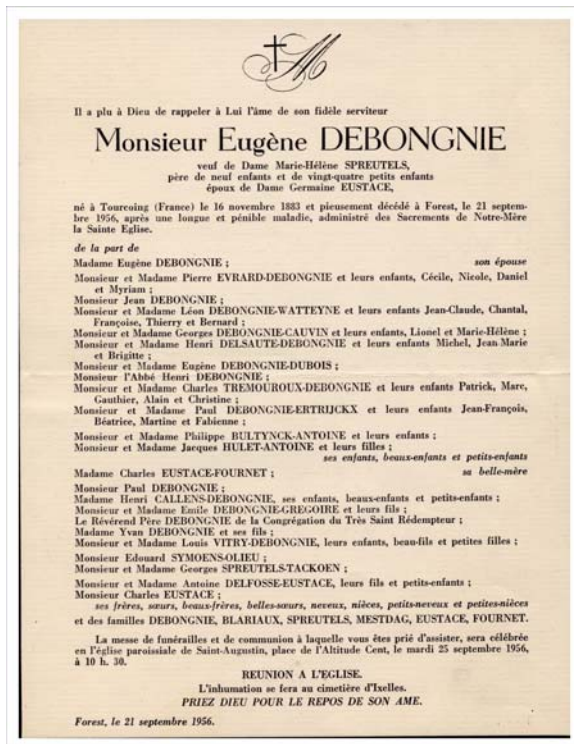 Il a plu à Dieu de rappeler à Lui l'âme de son fidèle serviteur
Monsieur Eugène DEBONGNIE
veuf de Dame Marie-Hélène SPREUTELS,
père de neuf enfants et de vingt-quatre petits enfants
époux de Dame Germaine EUSTACE,
né à Tourcoing (France) le 16 novembre 1883 et pieusement décédé à Forest, le 21 septem-
bre 1956, après une longue et pénible maladie, administré des Sacrements de Notre-Mère
la Sainte Eglise.
de la part de
Madame Eugène DEBONGNIE ; son épouse
Monsieur et Madame Pierre EVRARD-DEBONGNIE et leurs enfants, Cécile, Nicole, Daniel
et Myriam ;
Monsieur Jean DEBONGNIE ;
Monsieur et Madame Léon DEBONGNIE-WATTEYNE et leurs enfants Jean-Claude, Chantal,
Françoise, Thierry et Bernard ;
Monsieur et Madame Georges DEBONGNIE-CAUVIN et leurs enfants, Lionel et Marie-Hélène ;
Monsieur et Madame Henri DELSAUTE-DEBONGNIE et leurs enfants Michel, Jean-Marie
et Brigitte ;
Monsieur et Madame Eugène DEBONGNIE-DUBOIS ;
Monsieur l'Abbé Henri DEBONGNIE ;
Monsieur et Madame Charles TREMOUROUX-DEBONGNIE et leurs enfants Patrick, Marc,
Gauthier, Alain et Christine ;
Monsieur et Madame Paul DEBONGNIE-ERTRIJCKX et leurs enfants Jean-François,
Béatrice, Martine et Fabienne ;
Monsieur et Madame Philippe BULTYNCK-ANTOINE et leurs enfants ;
Monsieur et Madame Jacques HULET-ANTOINE et leurs filles ;
ses enfants, beaux-enfants et petits-enfants
Madame Charles EUSTACE-FOURNET ; sa belle-mère
Monsieur Paul DEBONGNIE ;
Madame Henri CALLENS-DEBONGNIE, ses enfants, beaux-enfants et petits-enfants ;
Monsieur et Madame Emile DEBONGNIE-GREGOIRE et leurs fils ;
Le Révérend Père DEBONGNIE de la Congrégation du Très Saint Rédempteur ;
Madame Yvan DEBONGNIE et ses fils ;
Monsieur et Madame Louis VITRY-DEBONGNIE, leurs enfants, beau-fils et petites filles ;
Monsieur Edouard SYMOENS-OLIEU ;
Monsieur et Madame Georges SPREUTELS-TACKOEN ;
Monsieur et Madame Antoine DELFOSSE-EUSTACE, leurs fils et petits-enfants ;
Monsieur Charles EUSTACE ;
ses frères, sœurs, beaux-frères, belles-sœurs, neveux, nièces, petits-neveux et petites-nièces
et des familles DEBONGNIE, BLARIAUX, SPREUTELS, MESTDAG, EUSTACE, FOURNET.
La messe de funérailles et de communion à laquelle vous êtes prié d'assister, sera célébrée
en l'église paroissiale de Saint-Augustin, place de l'Altitude Cent, le mardi 25 septembre 1956,
à 10 h. 30.
REUNION A L'EGLISE.
L'inhumation se fera au cimetière d'Ixelles.
PRIEZ DIEU POUR LE REPOS DE SON AME.
Forest, le 21 septembre 1956.